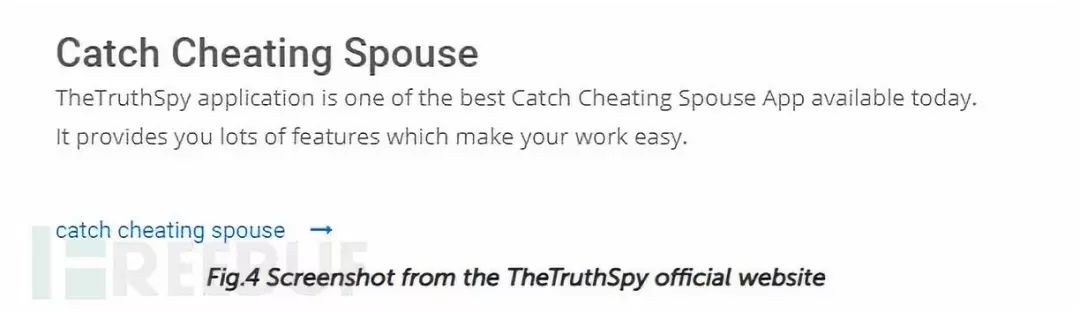 Catch Cheating Spouse
TheTruthSpy application is one of the best Catch Cheating Spouse App available today.
It provides you lots of features which make your work easy.
catch cheating spouse →
FREEBUF
Fig.4 Screenshot from the TheTruthSpy official website